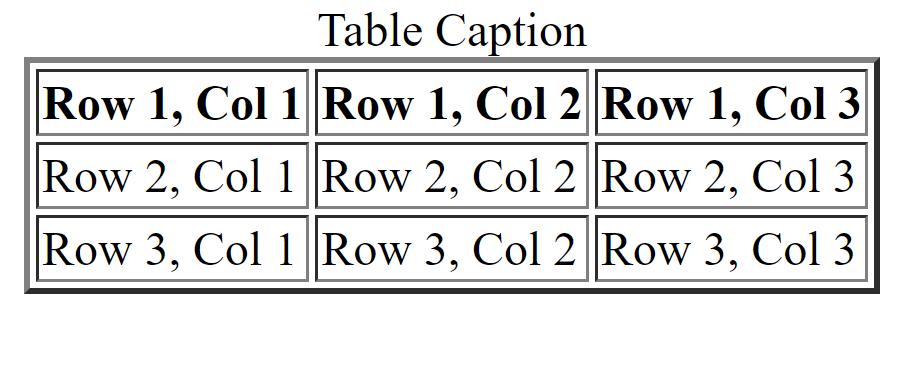 Table Caption
Row 1, Col 1 Row 1, Col 2 Row 1, Col 3
Row 2, Col 1 Row 2, Col 2 Row 2, Col 3
Row 3, Col 1 Row 3, Col 2 Row 3, Col 3